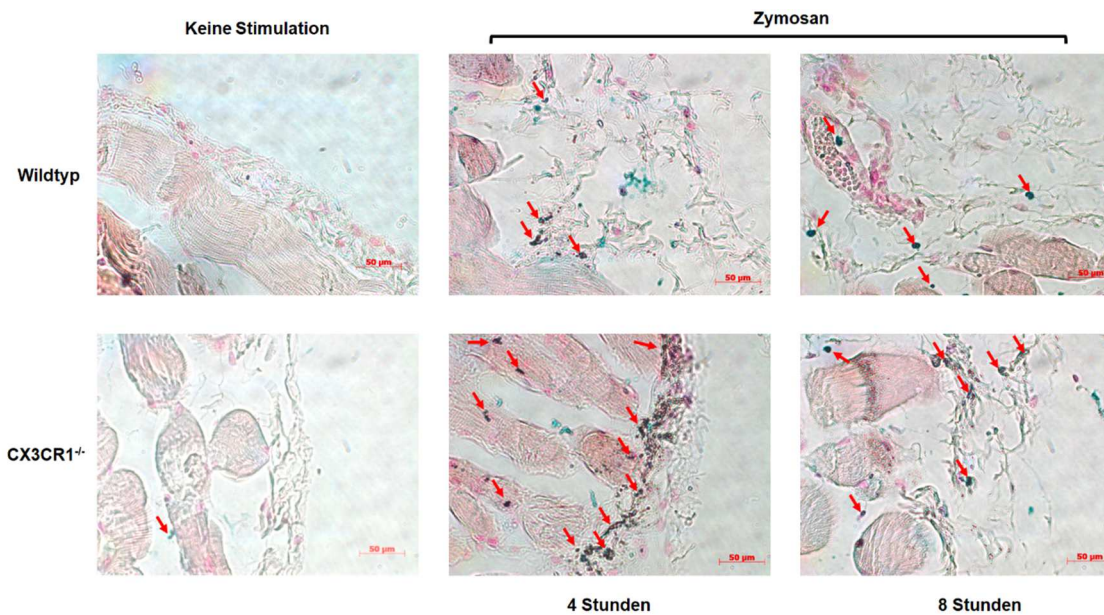 Keine Stimulation
Zymosan
Wildtyp
50 µm
50 µm
50 µm
CX3CR1-/-
50 µm
50 µm
50 µm
4 Stunden
8 Stunden